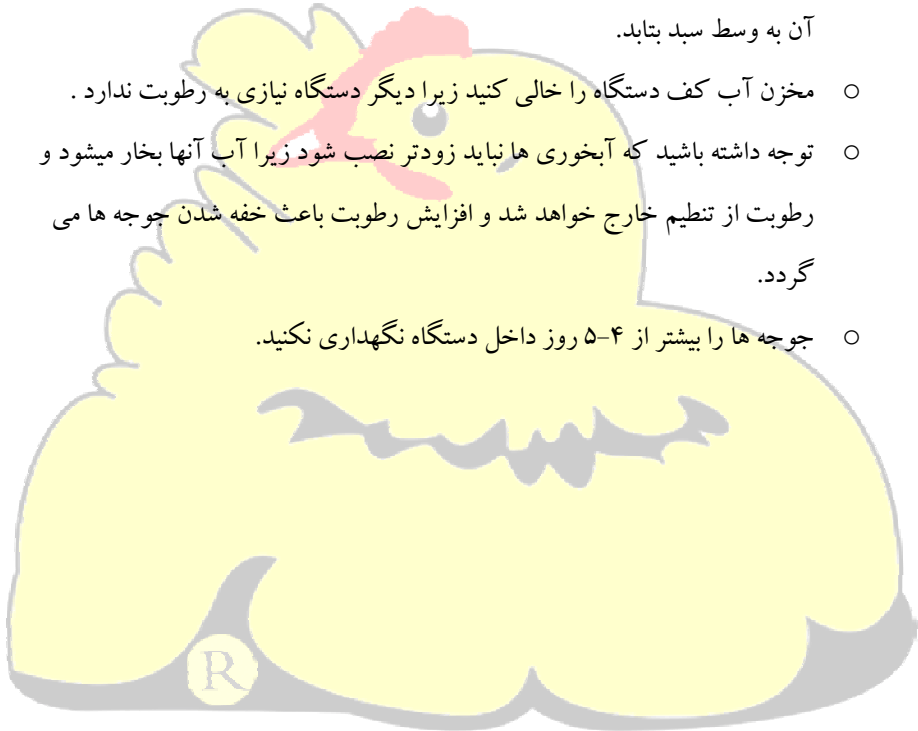 آن به وسط سبد بتابد.
○ مخزن آب کف دستگاه را خالی کنید زیرا دیگر دستگاه نیازی به رطوبت ندارد .
○ توجه داشته باشید که آبخوری ها نباید زودتر نصب شود زیرا آب آنها بخار میشود و
رطوبت از تنظیم خارج خواهد شد و افزایش رطوبت باعث خفه شدن جوجه ها می
گردد.
○ جوجه ها را بیشتر از ۴-۵ روز داخل دستگاه نگهداری نکنید.
R